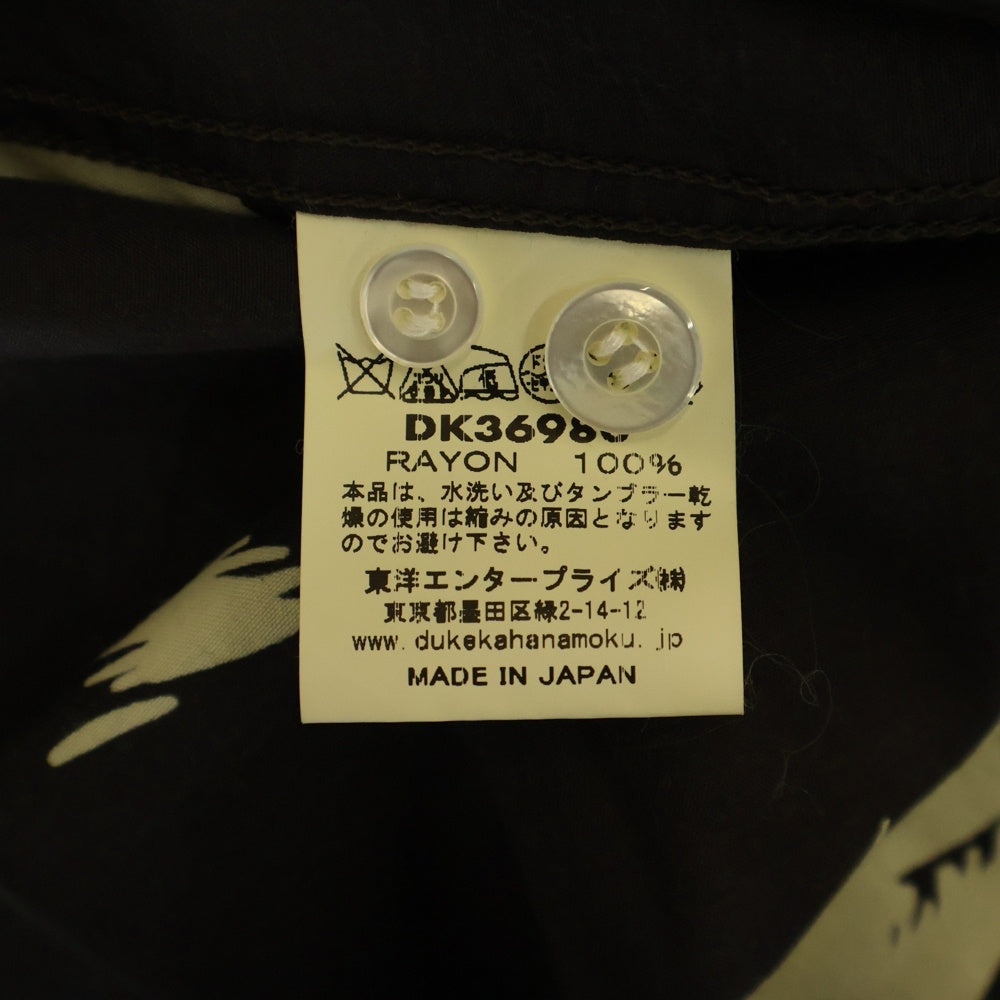 低
DK3698
RAYON 100%
本品は、水洗い及びタンブラー乾
燥の使用は縮みの原因となります
のでお避け下さい。
東洋エンタープライズ㈱
東京都墨田区緑2-14-12
www.dukekahanamoku.jp
MADE IN JAPAN